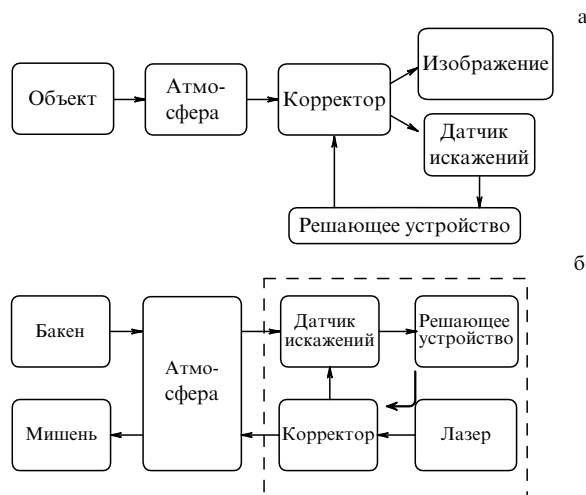 а
Объект
Атмо-
сфера
Корректор
Изображение
Датчик
искажений
Решающее устройство
б
Бакен
Атмо-
сфера
Датчик
искажений
Решающее
устройство
Мишень
Корректор
Лазер